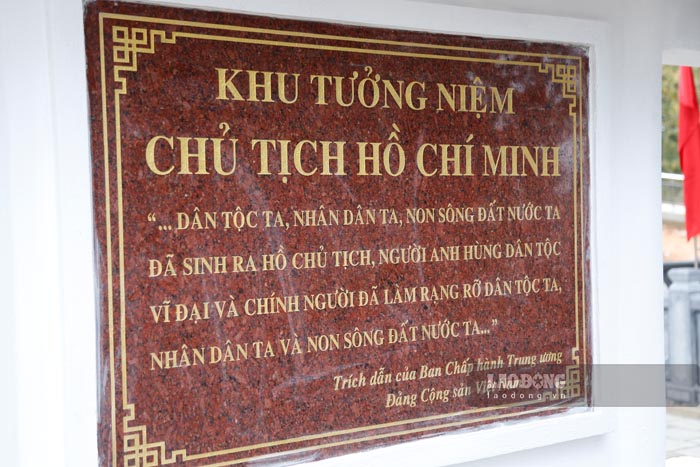 KHU TƯỞNG NIỆM
CHỦ TỊCH HỒ CHÍ MINH
“... DÂN TỘC TA, NHÂN DÂN TA, NON SÔNG ĐẤT NƯỚC TA
ĐÃ SINH RA HỒ CHỦ TỊCH, NGƯỜI ANH HÙNG DÂN TỘC
VĨ ĐẠI VÀ CHÍNH NGƯỜI ĐÃ LÀM RẠNG RỠ DÂN TỘC TA,
NHÂN DÂN TA VÀ NON SÔNG ĐẤT NƯỚC TA...”
Trích dẫn của Ban Chấp hành Trung ương
Đảng Cộng sản Việt Nam
LAO ĐỘNG
laodong.vn